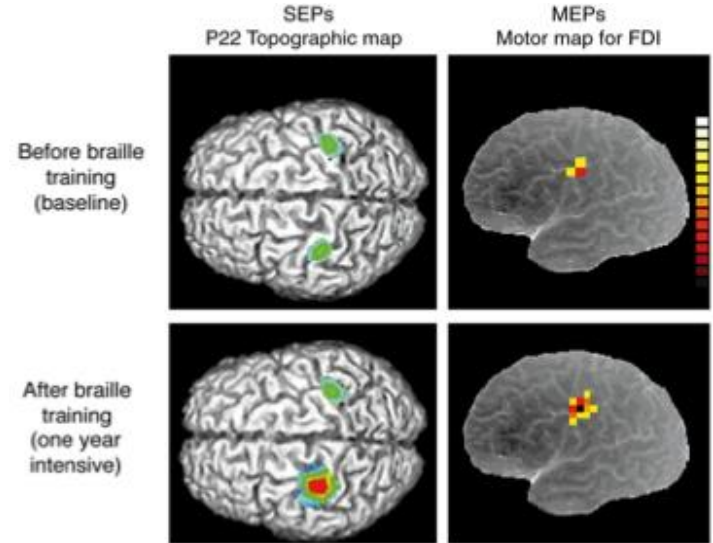 SEPs
P22 Topographic map
MEPs
Motor map for FDI
Before braille
training
(baseline)
After braille
training
(one year
intensive)